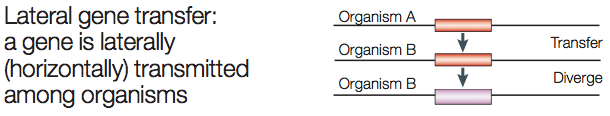 Lateral gene transfer:
a gene is laterally
(horizontally) transmitted
among organisms
Organism A
Transfer
Organism B
Diverge
Organism B